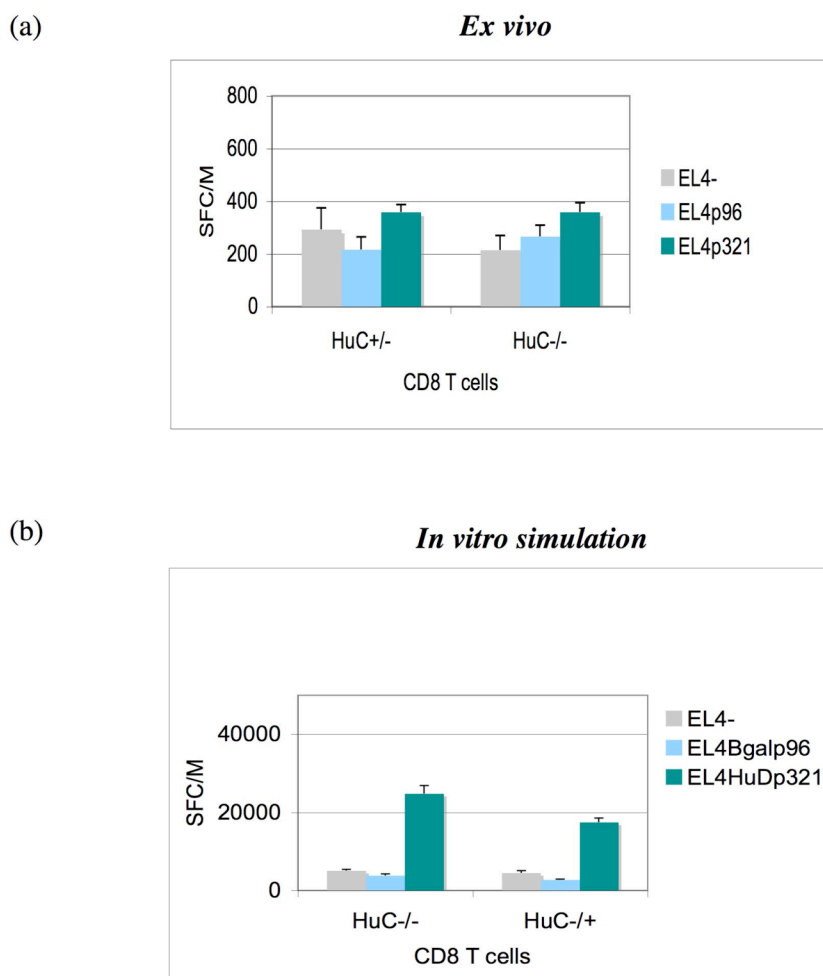 (a)
Ex vivo
800
600
400
200
0
SFC/M
HuC+/-
HuC-/-
CD8 T cells
EL4-
EL4p96
EL4p321
(b)
In vitro simulation
40000
20000
0
SFC/M
HuC-/-
HuC-/+
CD8 T cells
EL4-
EL4Bgalp96
EL4HuDp321